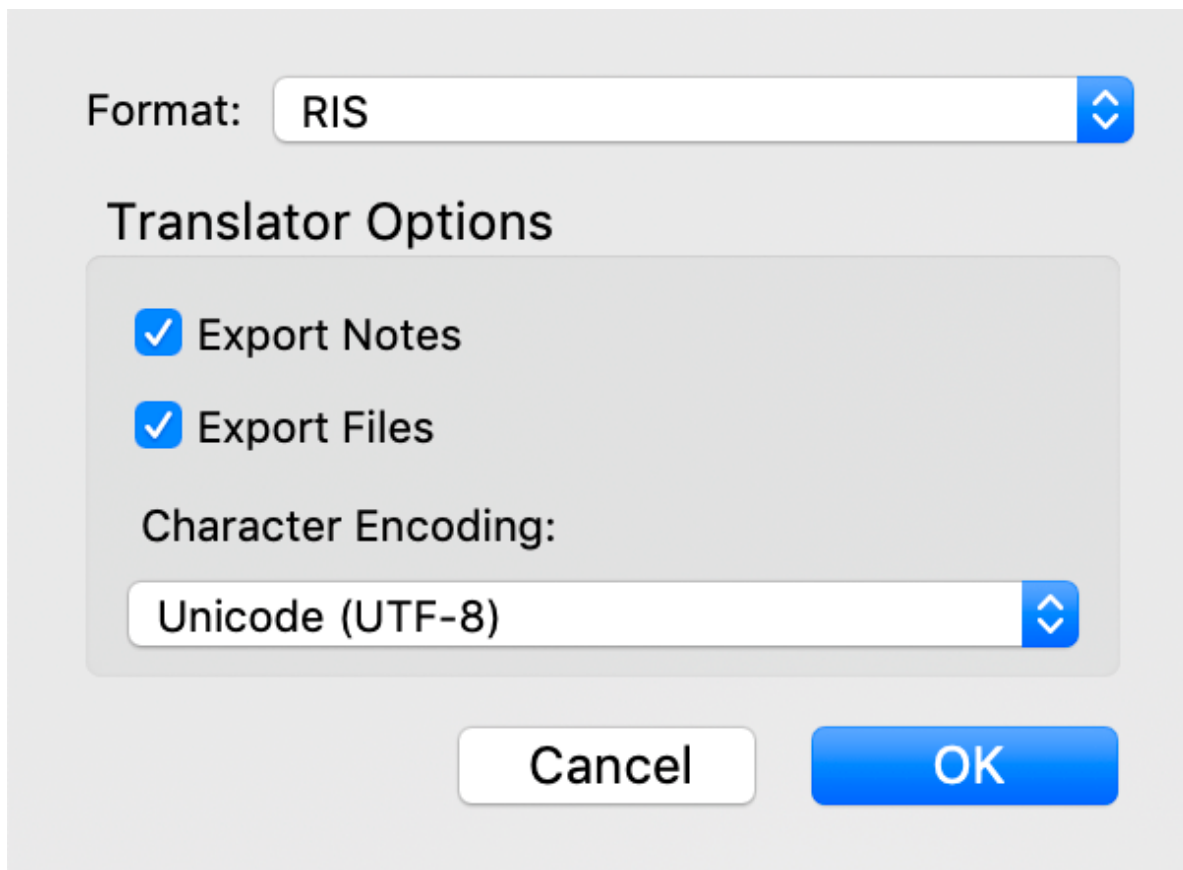 Format: RIS
Translator Options
Export Notes
Export Files
Character Encoding:
Unicode (UTF-8)
Cancel OK